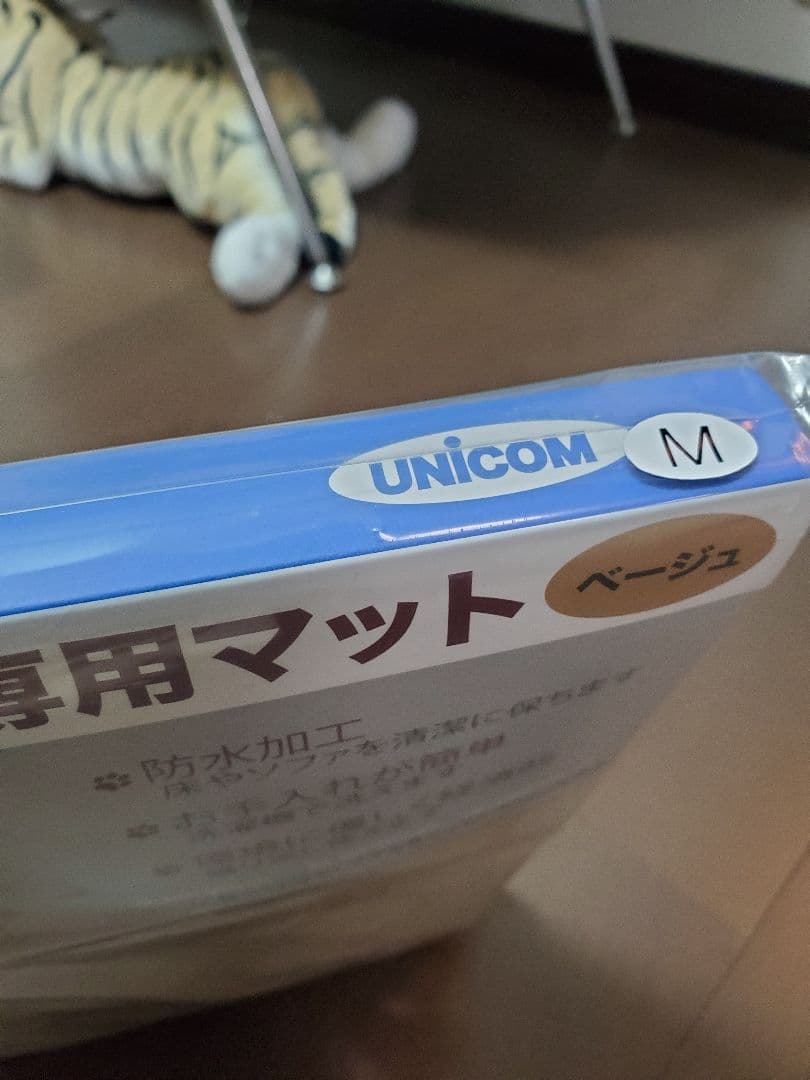 UNiCOM
M
ベージュ
専用マット
防水加工
床やソファを清潔に保ちます
お手入れが簡単